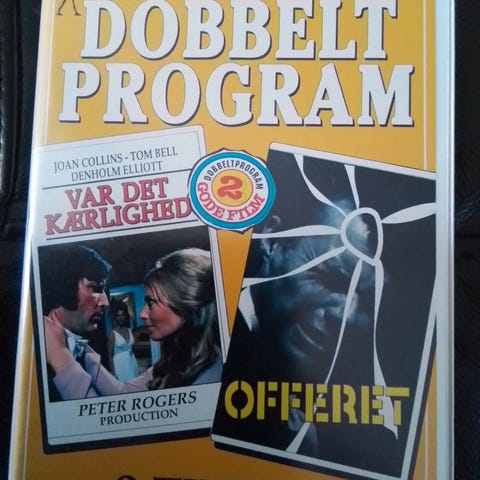 DOBBELT
PROGRAM
JOAN COLLINS - TOM BELL
DENHOLM ELLIOTT
VAR DET
KÆRLIGHED
PETER ROGERS
PRODUCTION
DOBBELTPROGRAM
2
GODE FILM
OFFERET